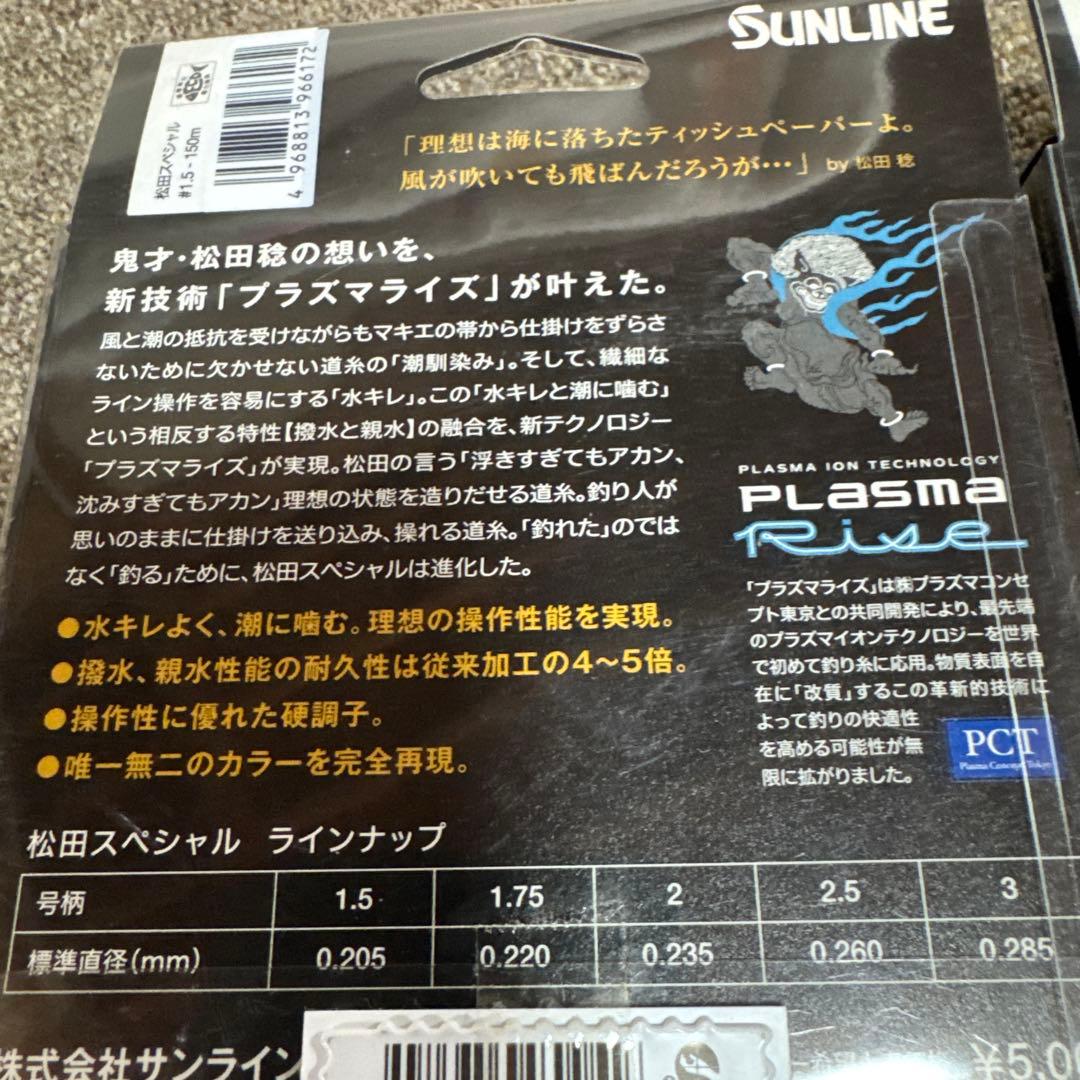 SUNLINE
松田スペシャル
#1.5 - 150m
4 968813 966172
「理想は海に落ちたティッシュペーパーよ。
風が吹いても飛ばんだろうが…」 by 松田 稔
鬼才・松田稔の想いを、
新技術「プラズマライズ」が叶えた。
風と潮の抵抗を受けながらもマキエの帯から仕掛けをずらさ
ないために欠かせない道糸の「潮馴染み」。そして、繊細な
ライン操作を容易にする「水キレ」。この「水キレと潮に噛む」
という相反する特性【撥水と親水】の融合を、新テクノロジー
「プラズマライズ」が実現。松田の言う「浮きすぎてもアカン、
沈みすぎてもアカン」理想の状態を造りだせる道糸。釣り人が
思いのままに仕掛けを送り込み、操れる道糸。「釣れた」のでは
なく「釣る」ために、松田スペシャルは進化した。
●水キレよく、潮に噛む。理想の操作性能を実現。
●撥水、親水性能の耐久性は従来加工の4〜5倍。
●操作性に優れた硬調子。
●唯一無二のカラーを完全再現。
PLASMA ION TECHNOLOGY
PLASMA
Rise
「プラズマライズ」は㈱プラズマコンセ
プト東京との共同開発により、最先端
のプラズマイオンテクノロジーを世界
で初めて釣り糸に応用。物質表面を自
在に「改質」するこの革新的技術に
よって釣りの快適性
を高める可能性が無
限に拡がりました。
PCT
Plasma Concept Tokyo
松田スペシャル ラインナップ
号柄 1.5 1.75 2 2.5 3
標準直径(mm) 0.205 0.220 0.235 0.260 0.285
株式会社サンライン
¥5,00